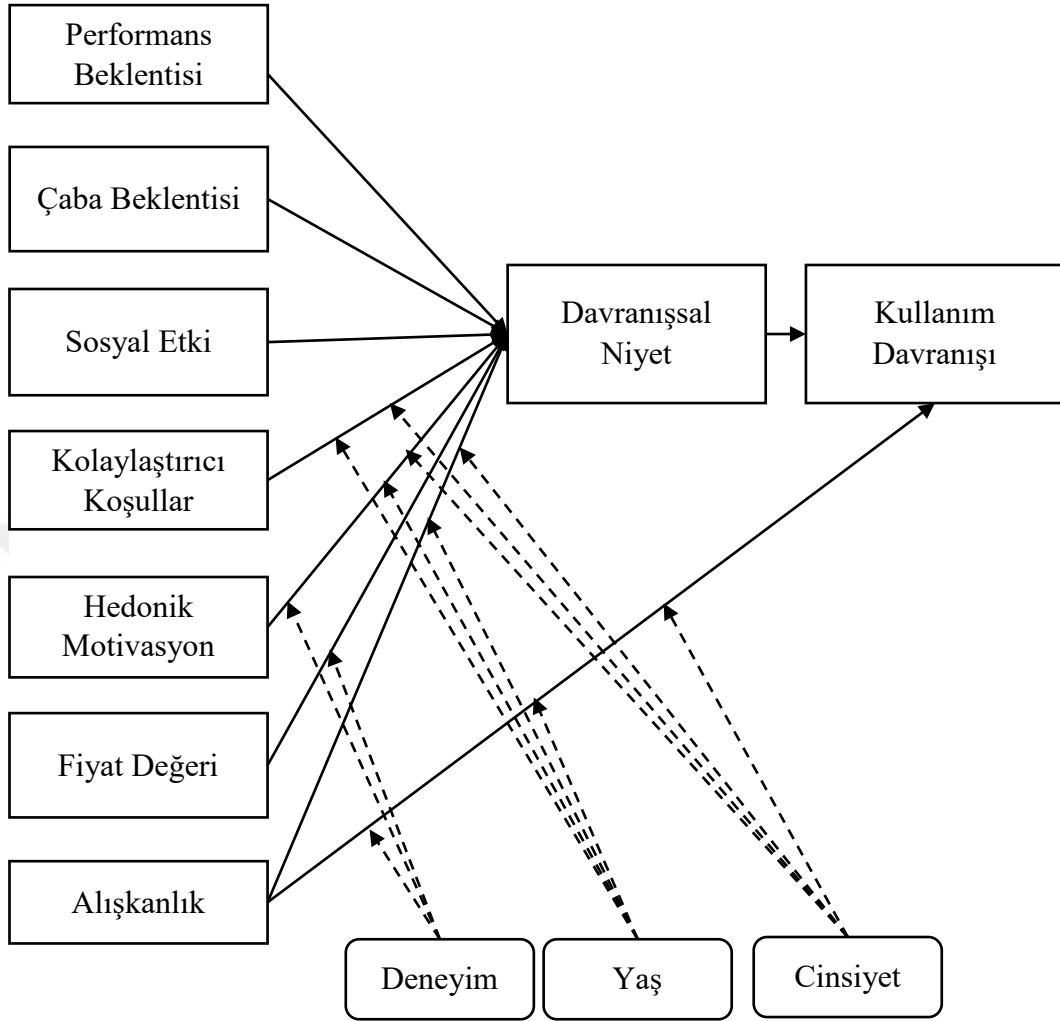 Performans
Beklentisi
Çaba Beklentisi
Sosyal Etki
Kolaylaştırıcı
Koşullar
Hedonik
Motivasyon
Fiyat Değeri
Alışkanlık
Davranışsal
Niyet
Kullanım
Davranışı
Deneyim
Yaş
Cinsiyet